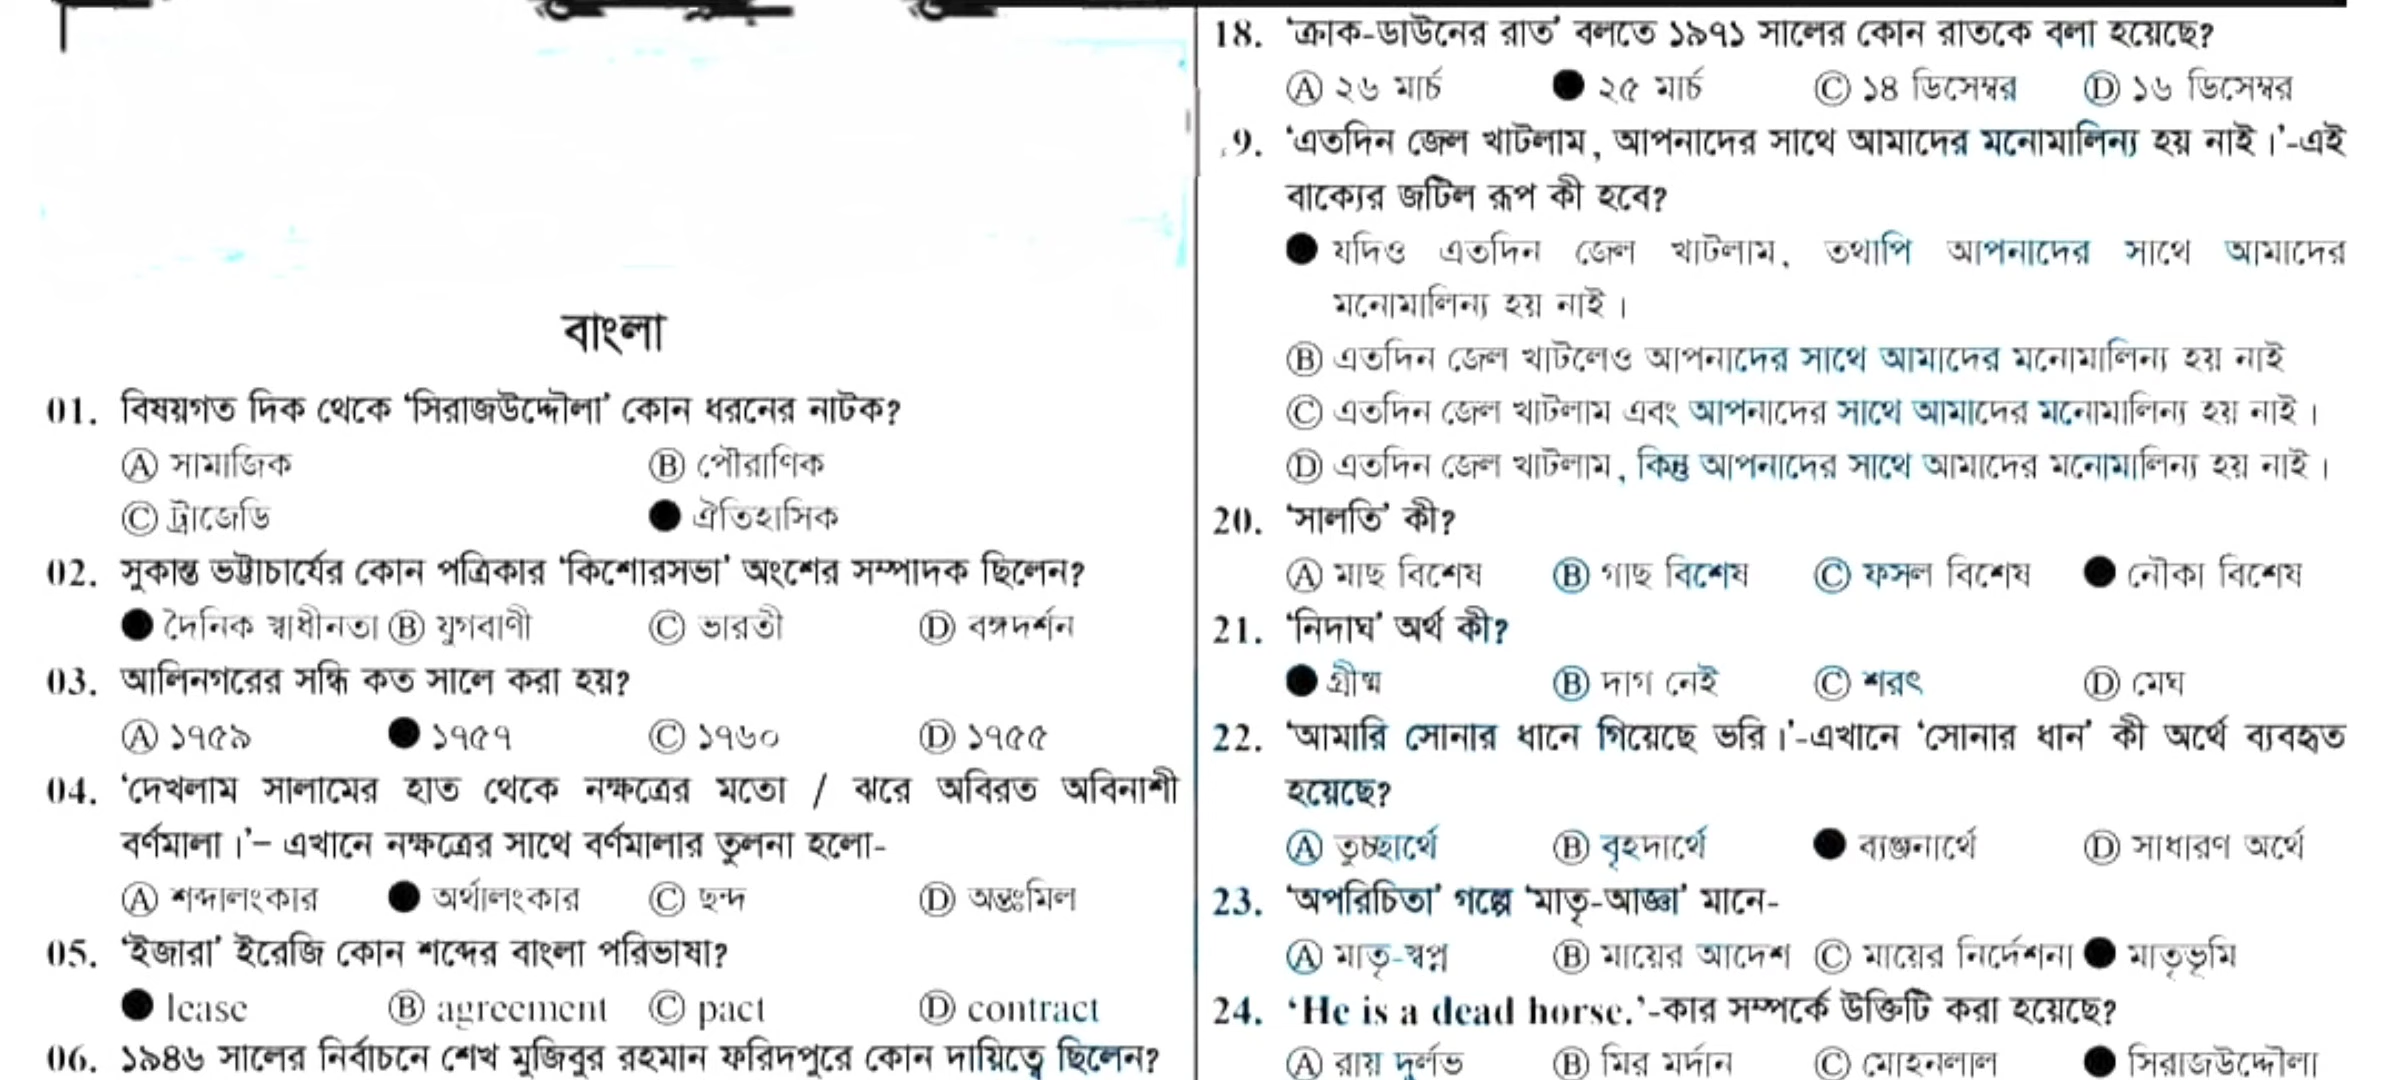 বাংলা
01. বিষয়গত দিক থেকে ‘সিরাজউদ্দৌলা’ কোন ধরনের নাটক?
Ⓐ সামাজিক Ⓑ পৌরাণিক
Ⓒ ট্রাজেডি ● ঐতিহাসিক
02. সুকান্ত ভট্টাচার্যের কোন পত্রিকার ‘কিশোরসভা’ অংশের সম্পাদক ছিলেন?
● দৈনিক স্বাধীনতা Ⓑ যুগবাণী Ⓒ ভারতী Ⓓ বঙ্গদর্শন
03. আলিনগরের সন্ধি কত সালে করা হয়?
Ⓐ ১৭৫৯ ● ১৭৫৭ Ⓒ ১৭৬০ Ⓓ ১৭৫৫
04. ‘দেখলাম সালামের হাত থেকে নক্ষত্রের মতো / ঝরে অবিরত অবিনাশী
বর্ণমালা।’– এখানে নক্ষত্রের সাথে বর্ণমালার তুলনা হলো-
Ⓐ শব্দালংকার ● অর্থালংকার Ⓒ ছন্দ Ⓓ অন্তঃমিল
05. ‘ইজারা’ ইরেজি কোন শব্দের বাংলা পরিভাষা?
● lease Ⓑ agreement Ⓒ pact Ⓓ contract
06. ১৯৪৬ সালের নির্বাচনে শেখ মুজিবুর রহমান ফরিদপুরে কোন দায়িত্বে ছিলেন?
18. ‘ক্রাক-ডাউনের রাত’ বলতে ১৯৭১ সালের কোন রাতকে বলা হয়েছে?
Ⓐ ২৬ মার্চ ● ২৫ মার্চ Ⓒ ১৪ ডিসেম্বর Ⓓ ১৬ ডিসেম্বর
9. ‘এতদিন জেল খাটলাম, আপনাদের সাথে আমাদের মনোমালিন্য হয় নাই।’-এই
বাক্যের জটিল রূপ কী হবে?
● যদিও এতদিন জেল খাটলাম, তথাপি আপনাদের সাথে আমাদের
মনোমালিন্য হয় নাই।
Ⓑ এতদিন জেল খাটলেও আপনাদের সাথে আমাদের মনোমালিন্য হয় নাই
Ⓒ এতদিন জেল খাটলাম এবং আপনাদের সাথে আমাদের মনোমালিন্য হয় নাই।
Ⓓ এতদিন জেল খাটলাম, কিন্তু আপনাদের সাথে আমাদের মনোমালিন্য হয় নাই।
20. ‘সালতি’ কী?
Ⓐ মাছ বিশেষ Ⓑ গাছ বিশেষ Ⓒ ফসল বিশেষ ● নৌকা বিশেষ
21. ‘নিদাঘ’ অর্থ কী?
● গ্রীষ্ম Ⓑ দাগ নেই Ⓒ শরৎ Ⓓ মেঘ
22. ‘আমারি সোনার ধানে গিয়েছে ভরি।’-এখানে ‘সোনার ধান’ কী অর্থে ব্যবহৃত
হয়েছে?
Ⓐ তুচ্ছার্থে Ⓑ বৃহদার্থে ● ব্যঞ্জনার্থে Ⓓ সাধারণ অর্থে
23. ‘অপরিচিতা’ গল্পে ‘মাতৃ-আজ্ঞা’ মানে-
Ⓐ মাতৃ-স্বপ্ন Ⓑ মায়ের আদেশ Ⓒ মায়ের নির্দেশনা ● মাতৃভূমি
24. ‘He is a dead horse.’-কার সম্পর্কে উক্তিটি করা হয়েছে?
Ⓐ রায় দুর্লভ Ⓑ মির মর্দান Ⓒ মোহনলাল ● সিরাজউদ্দৌলা